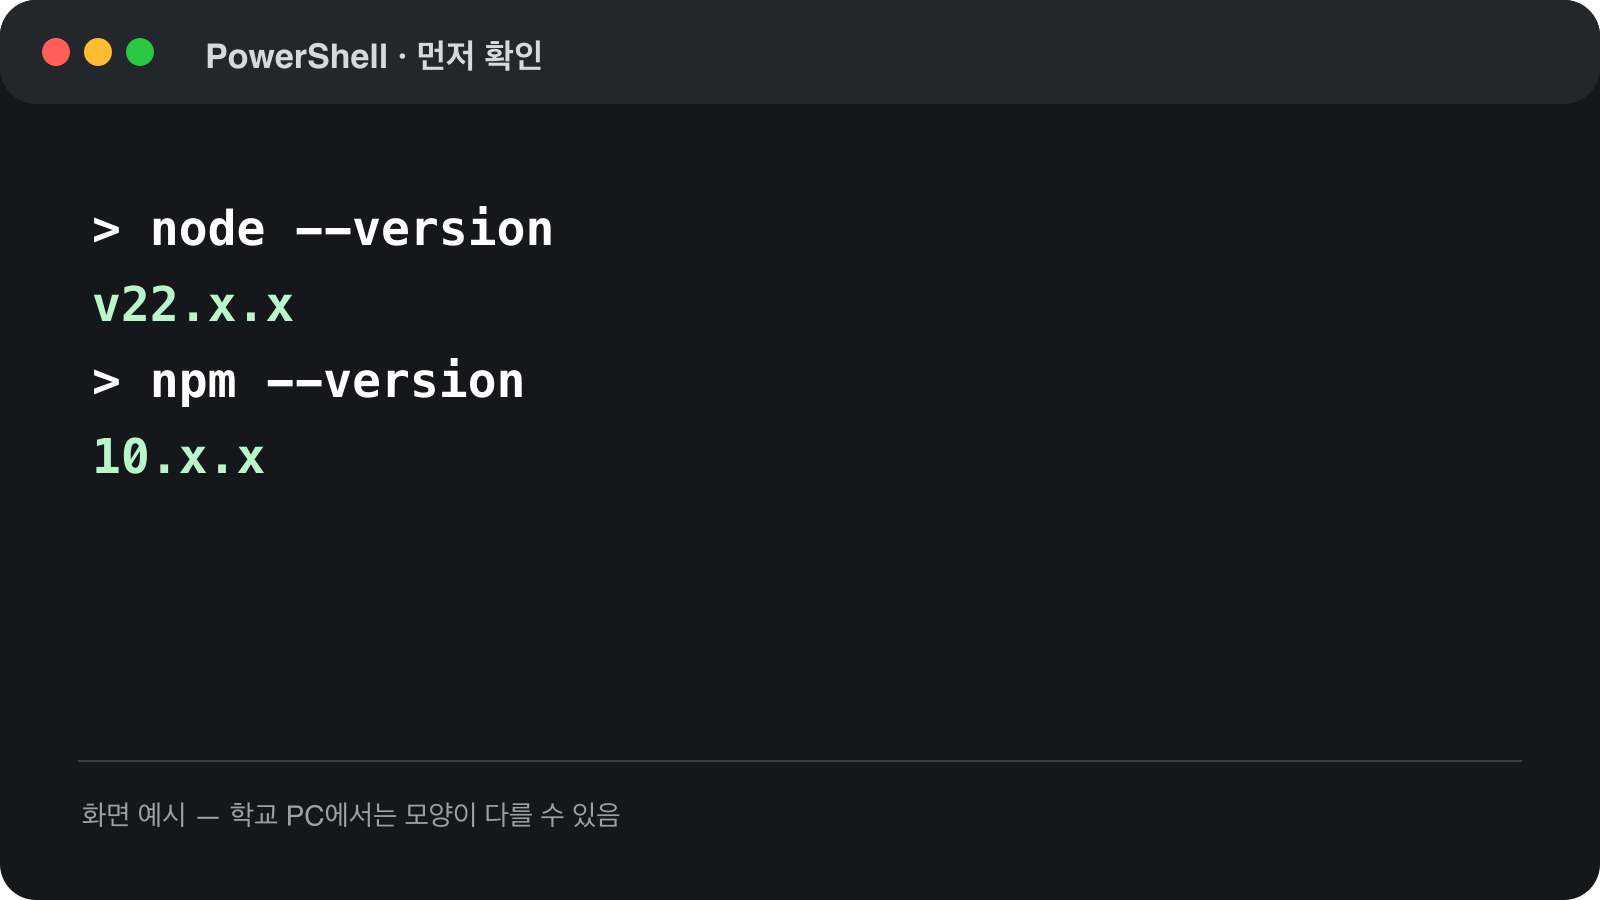 PowerShell · 먼저 확인
> node --version
v22.x.x
> npm --version
10.x.x
화면 예시 — 학교 PC에서는 모양이 다를 수 있음